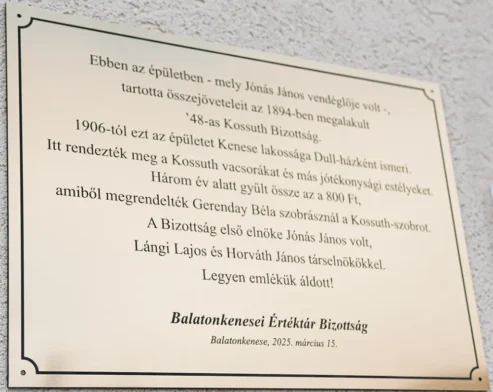 Ebben az épületben - mely Jónás János vendéglője volt -,
tartotta összejöveteleit az 1894-ben megalakult
‛48-as Kossuth Bizottság.
1906-tól ezt az épületet Kenese lakossága Dull-házként ismeri.
Itt rendezték meg a Kossuth vacsorákat és más jótékonysági estélyeket.
Három év alatt gyűlt össze az a 800 Ft,
amiből megrendelték Gerenday Béla szobrásznál a Kossuth-szobrot.
A Bizottság első elnöke Jónás János volt,
Lángi Lajos és Horváth János társelnökökkel.
Legyen emlékük áldott!
Balatonkenesei Értéktár Bizottság
Balatonkenese, 2025. március 15.